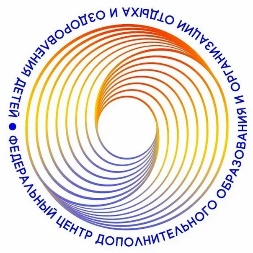 ФЕДЕРАЛЬНЫЙ ЦЕНТР ДОПОЛНИТЕЛЬНОГО ОБРАЗОВАНИЯ И ОРГАНИЗАЦИИ ОТДЫХА И ОЗДОРОВЛЕНИЯ ДЕТЕЙ •